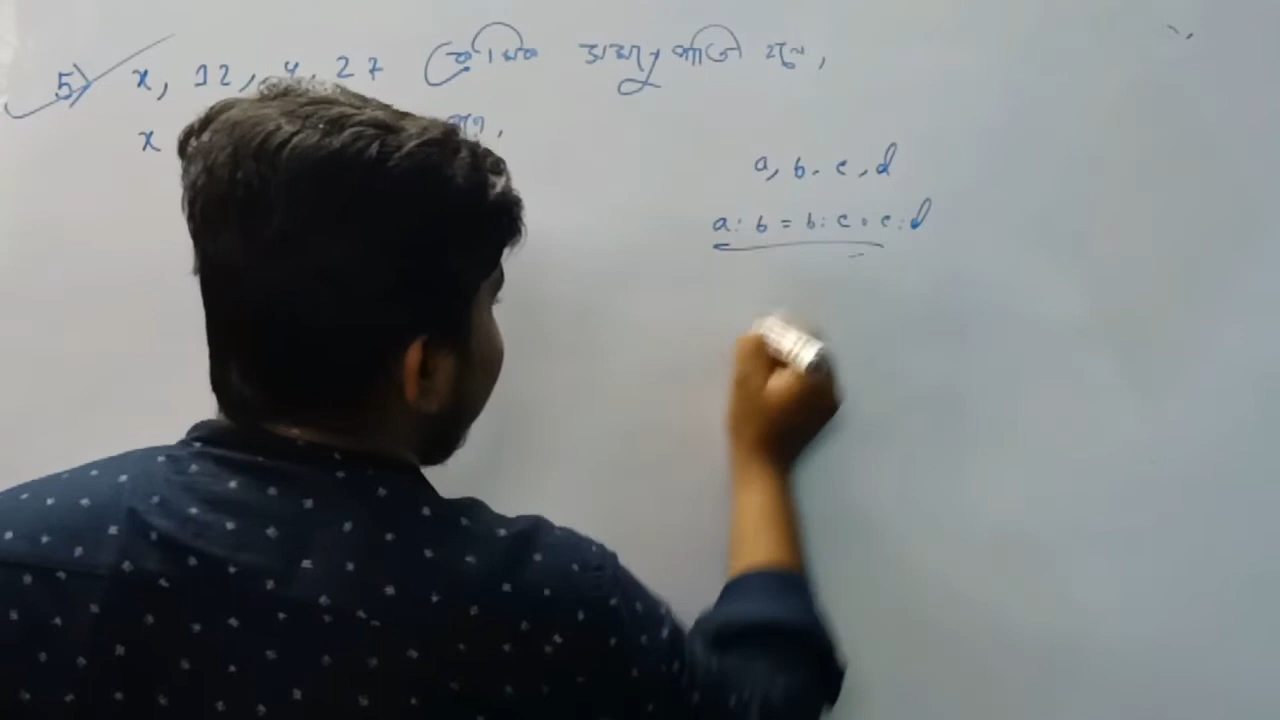 5) x, 12, y, 27 ক্রমিক সমানুপাতি হলে,
x
a, b, c, d
a : b = b : c = c : d